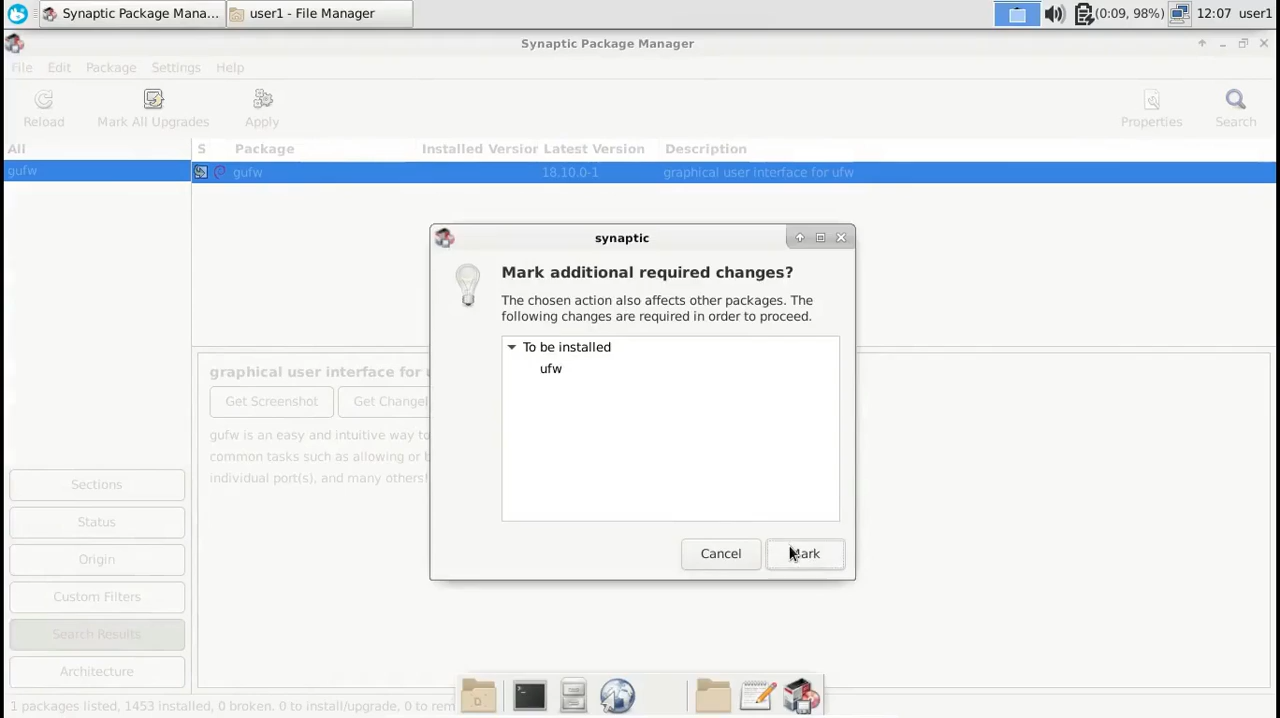 Synaptic Package Mana...
user1 - File Manager
(0:09, 98%)
12:07 user1
Synaptic Package Manager
File Edit Package Settings Help
Reload
Mark All Upgrades
Apply
Properties
Search
All
S Package Installed Version Latest Version Description
gufw
gufw 18.10.0-1 graphical user interface for ufw
synaptic
Mark additional required changes?
The chosen action also affects other packages. The
following changes are required in order to proceed.
To be installed
ufw
Cancel
graphical user interface for u
Get Screenshot Get Changel
gufw is an easy and intuitive way to
common tasks such as allowing or b
individual port(s), and many others!
Sections
Status
Origin
Custom Filters
Search Results
Architecture
1 packages listed, 1453 installed, 0 broken. 0 to install/upgrade, 0 to rem